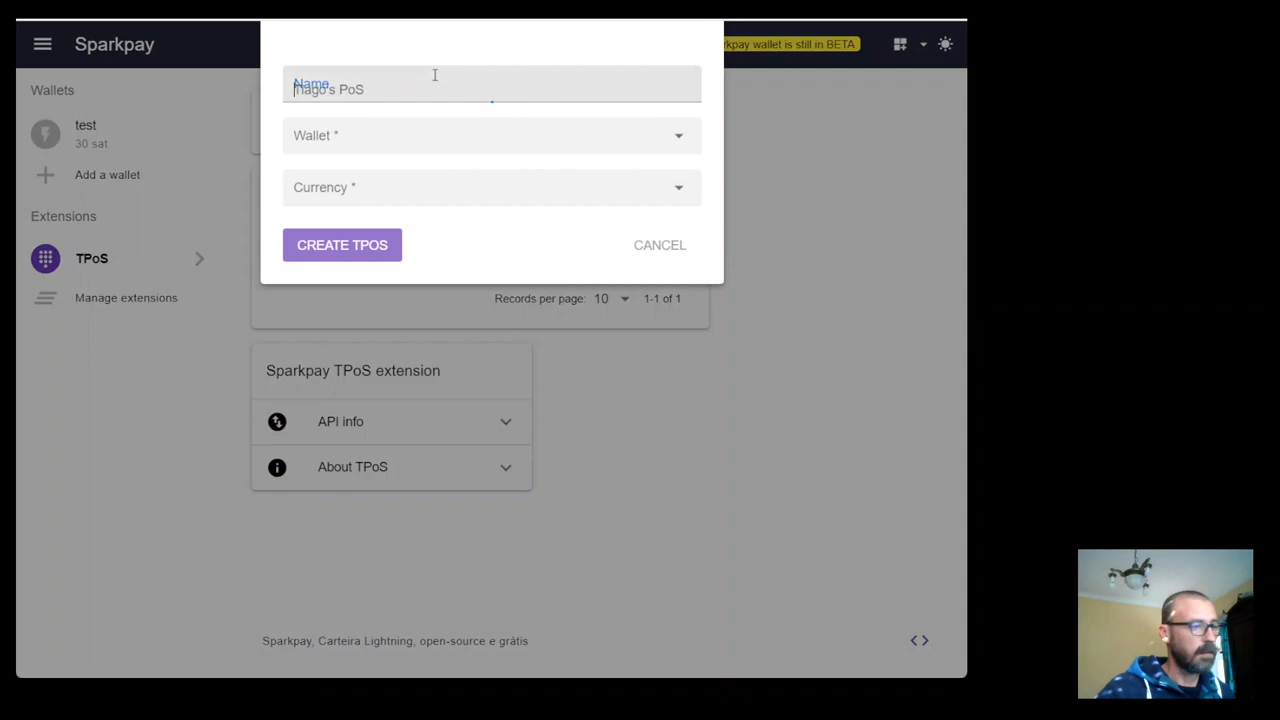 Sparkpay
rkpay wallet is still in BETA
Wallets
test
30 sat
Add a wallet
Extensions
TPoS
Manage extensions
Name
Tiago's PoS
Wallet *
Currency *
CREATE TPOS
CANCEL
Records per page: 10 1-1 of 1
Sparkpay TPoS extension
API info
About TPoS
Sparkpay, Carteira Lightning, open-source e grátis